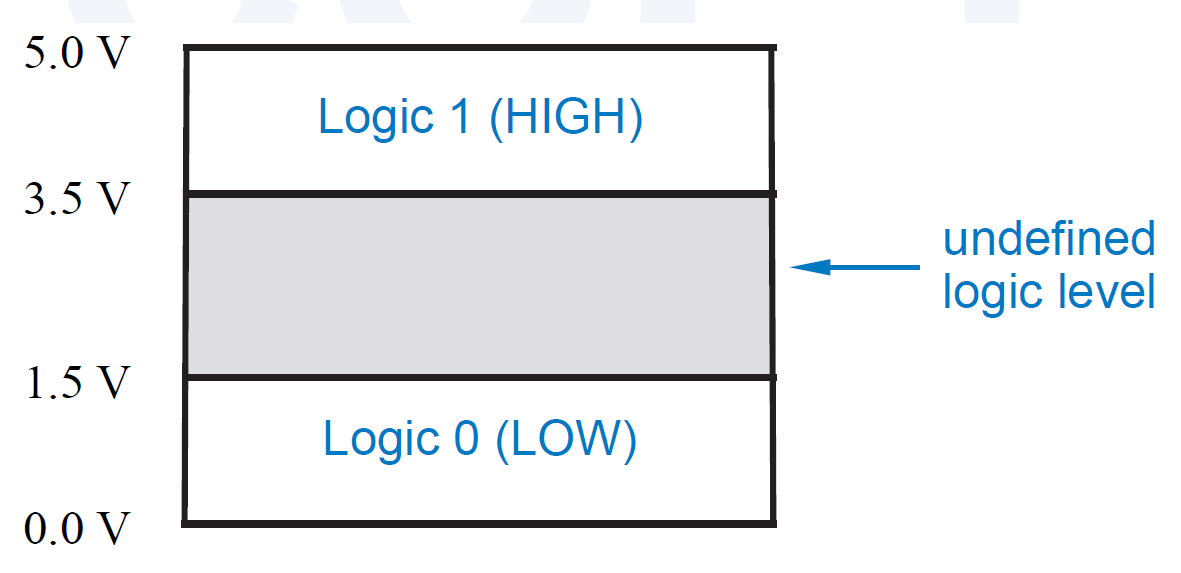 5.0 V
Logic 1 (HIGH)
3.5 V
undefined
logic level
1.5 V
Logic 0 (LOW)
0.0 V